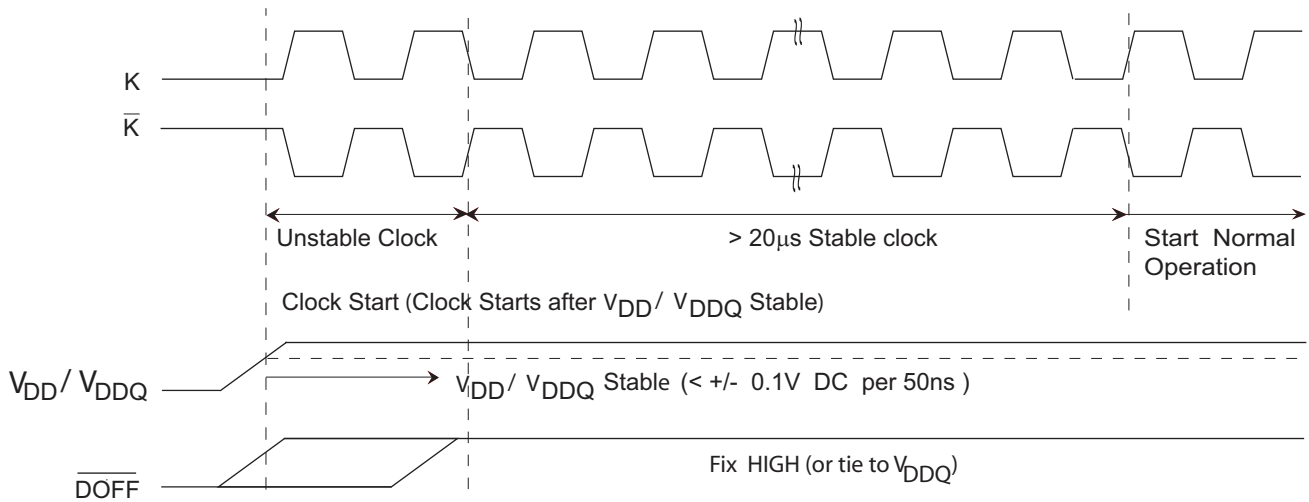 K
K̅
Unstable Clock
> 20μs Stable clock
Start Normal
Operation
Clock Start (Clock Starts after VDD / VDDQ Stable)
VDD / VDDQ
VDD / VDDQ Stable (< +/- 0.1V DC per 50ns )
D̅O̅F̅F̅
Fix HIGH (or tie to VDDQ)